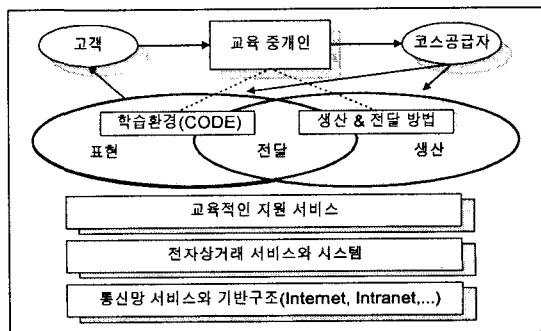 고객
교육 중개인
코스공급자
학습환경(CODE)
생산 & 전달 방법
표현
전달
생산
교육적인 지원 서비스
전자상거래 서비스와 시스템
통신망 서비스와 기반구조(Internet, Intranet,...)